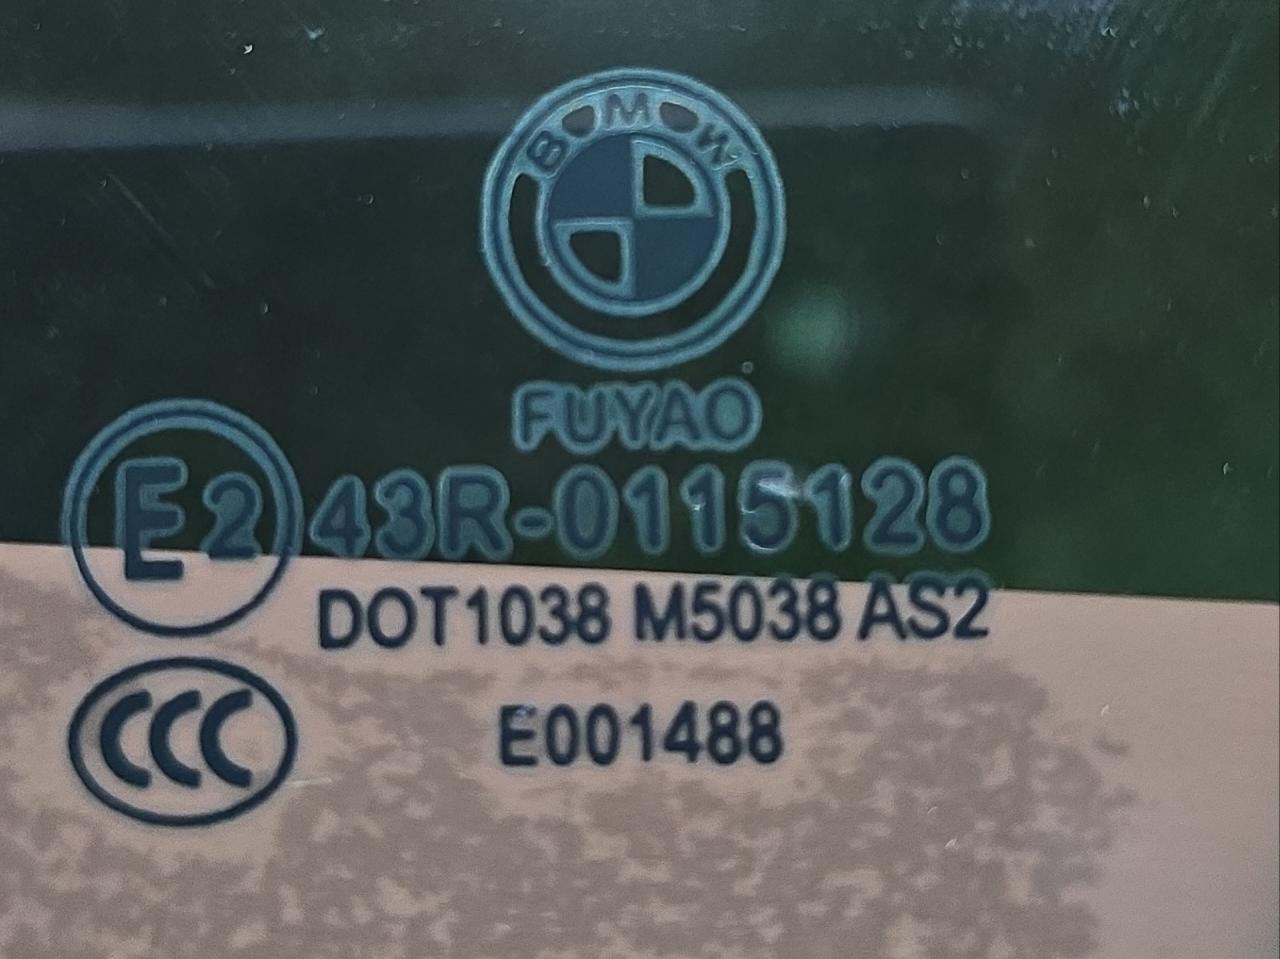 BMW
FUYAO
E2 43R-0115128
DOT1038 M5038 AS2
CCC E001488